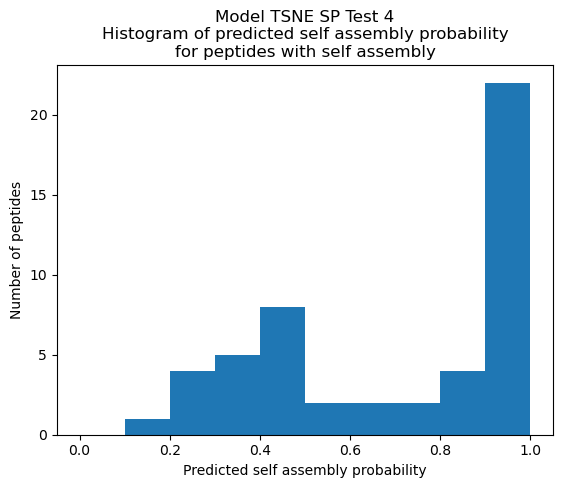 Model TSNE SP Test 4
Histogram of predicted self assembly probability
for peptides with self assembly
20
15
10
5
0
Number of peptides
0.0 0.2 0.4 0.6 0.8 1.0
Predicted self assembly probability